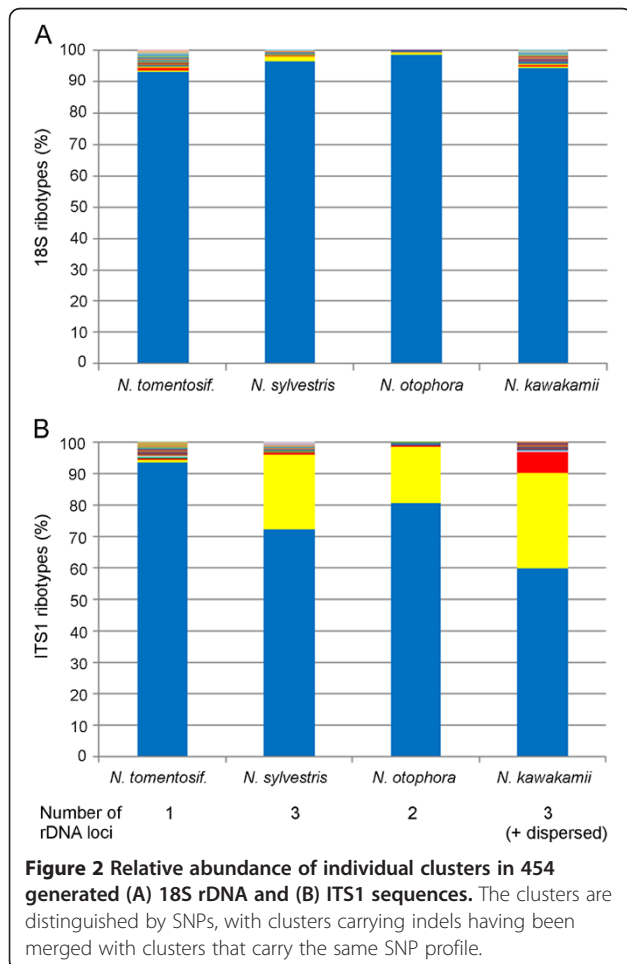 A
100
90
80
70
60
50
40
30
20
10
0
18S ribotypes (%)
N. tomentosif. N. sylvestris N. otophora N. kawakamii
B
100
90
80
70
60
50
40
30
20
10
0
ITS1 ribotypes (%)
N. tomentosif. N. sylvestris N. otophora N. kawakamii
Number of 1 3 2 3
rDNA loci (+ dispersed)
Figure 2 Relative abundance of individual clusters in 454
generated (A) 18S rDNA and (B) ITS1 sequences. The clusters are
distinguished by SNPs, with clusters carrying indels having been
merged with clusters that carry the same SNP profile.